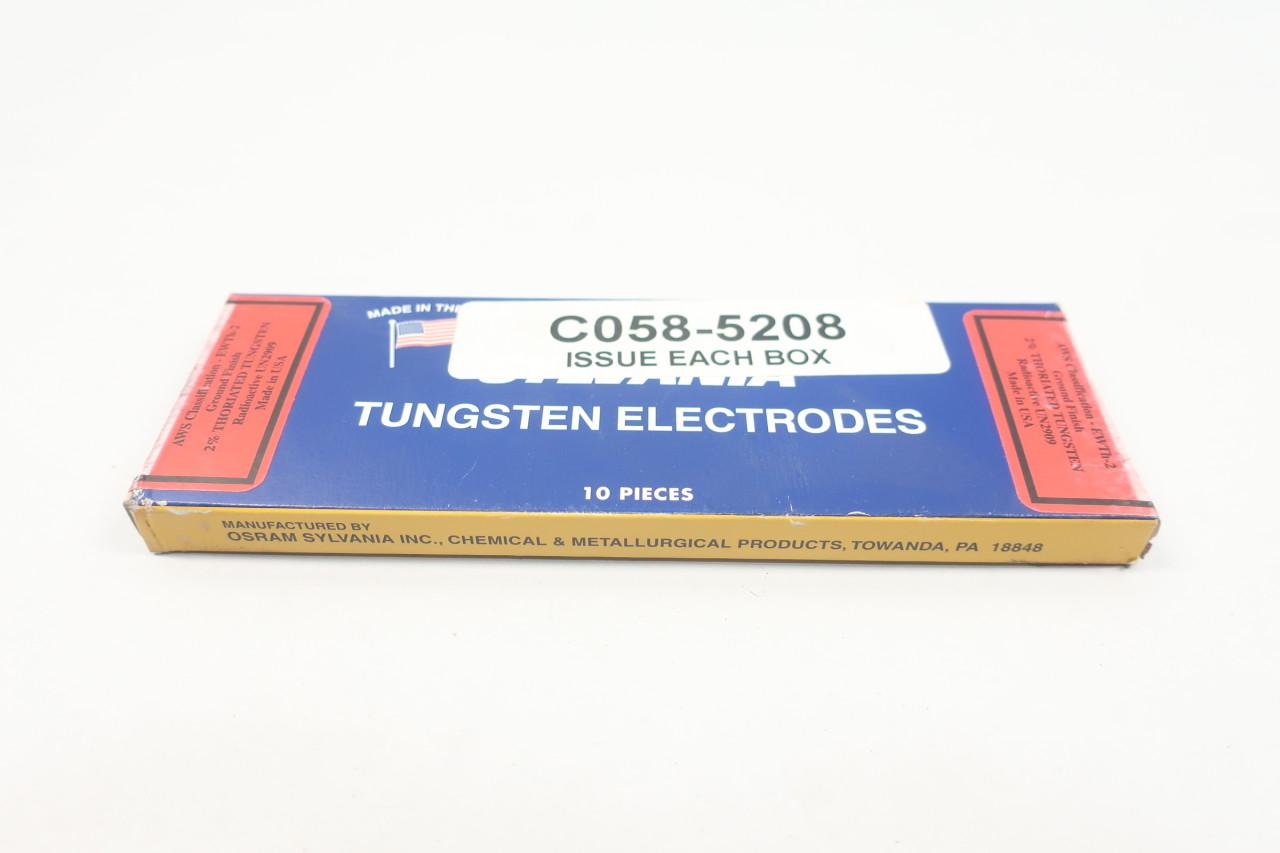 MADE IN THE
C058-5208
ISSUE EACH BOX
SYLVANIA
TUNGSTEN ELECTRODES
10 PIECES
AWS Classification - EWTh-2
Ground Finish
2% THORIATED TUNGSTEN
Radioactive UN2909
Made in USA
AWS Classification - EWTh-2
Ground Finish
2% THORIATED TUNGSTEN
Radioactive UN2909
Made in USA
MANUFACTURED BY
OSRAM SYLVANIA INC., CHEMICAL & METALLURGICAL PRODUCTS, TOWANDA, PA 18848